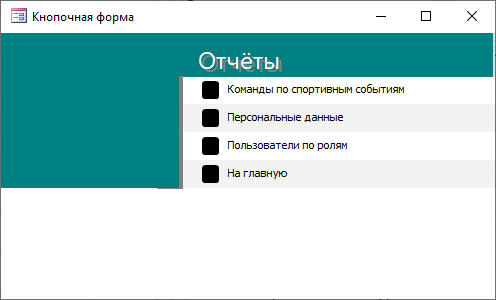 Кнопочная форма
Отчёты
Команды по спортивным событиям
Персональные данные
Пользователи по ролям
На главную